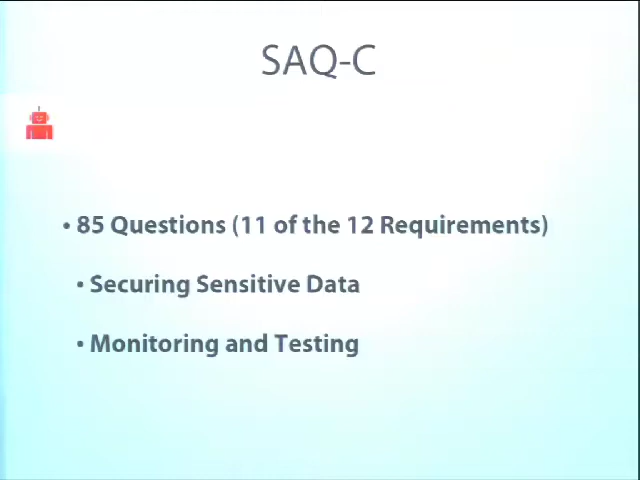 SAQ-C
• 85 Questions (11 of the 12 Requirements)
• Securing Sensitive Data
• Monitoring and Testing